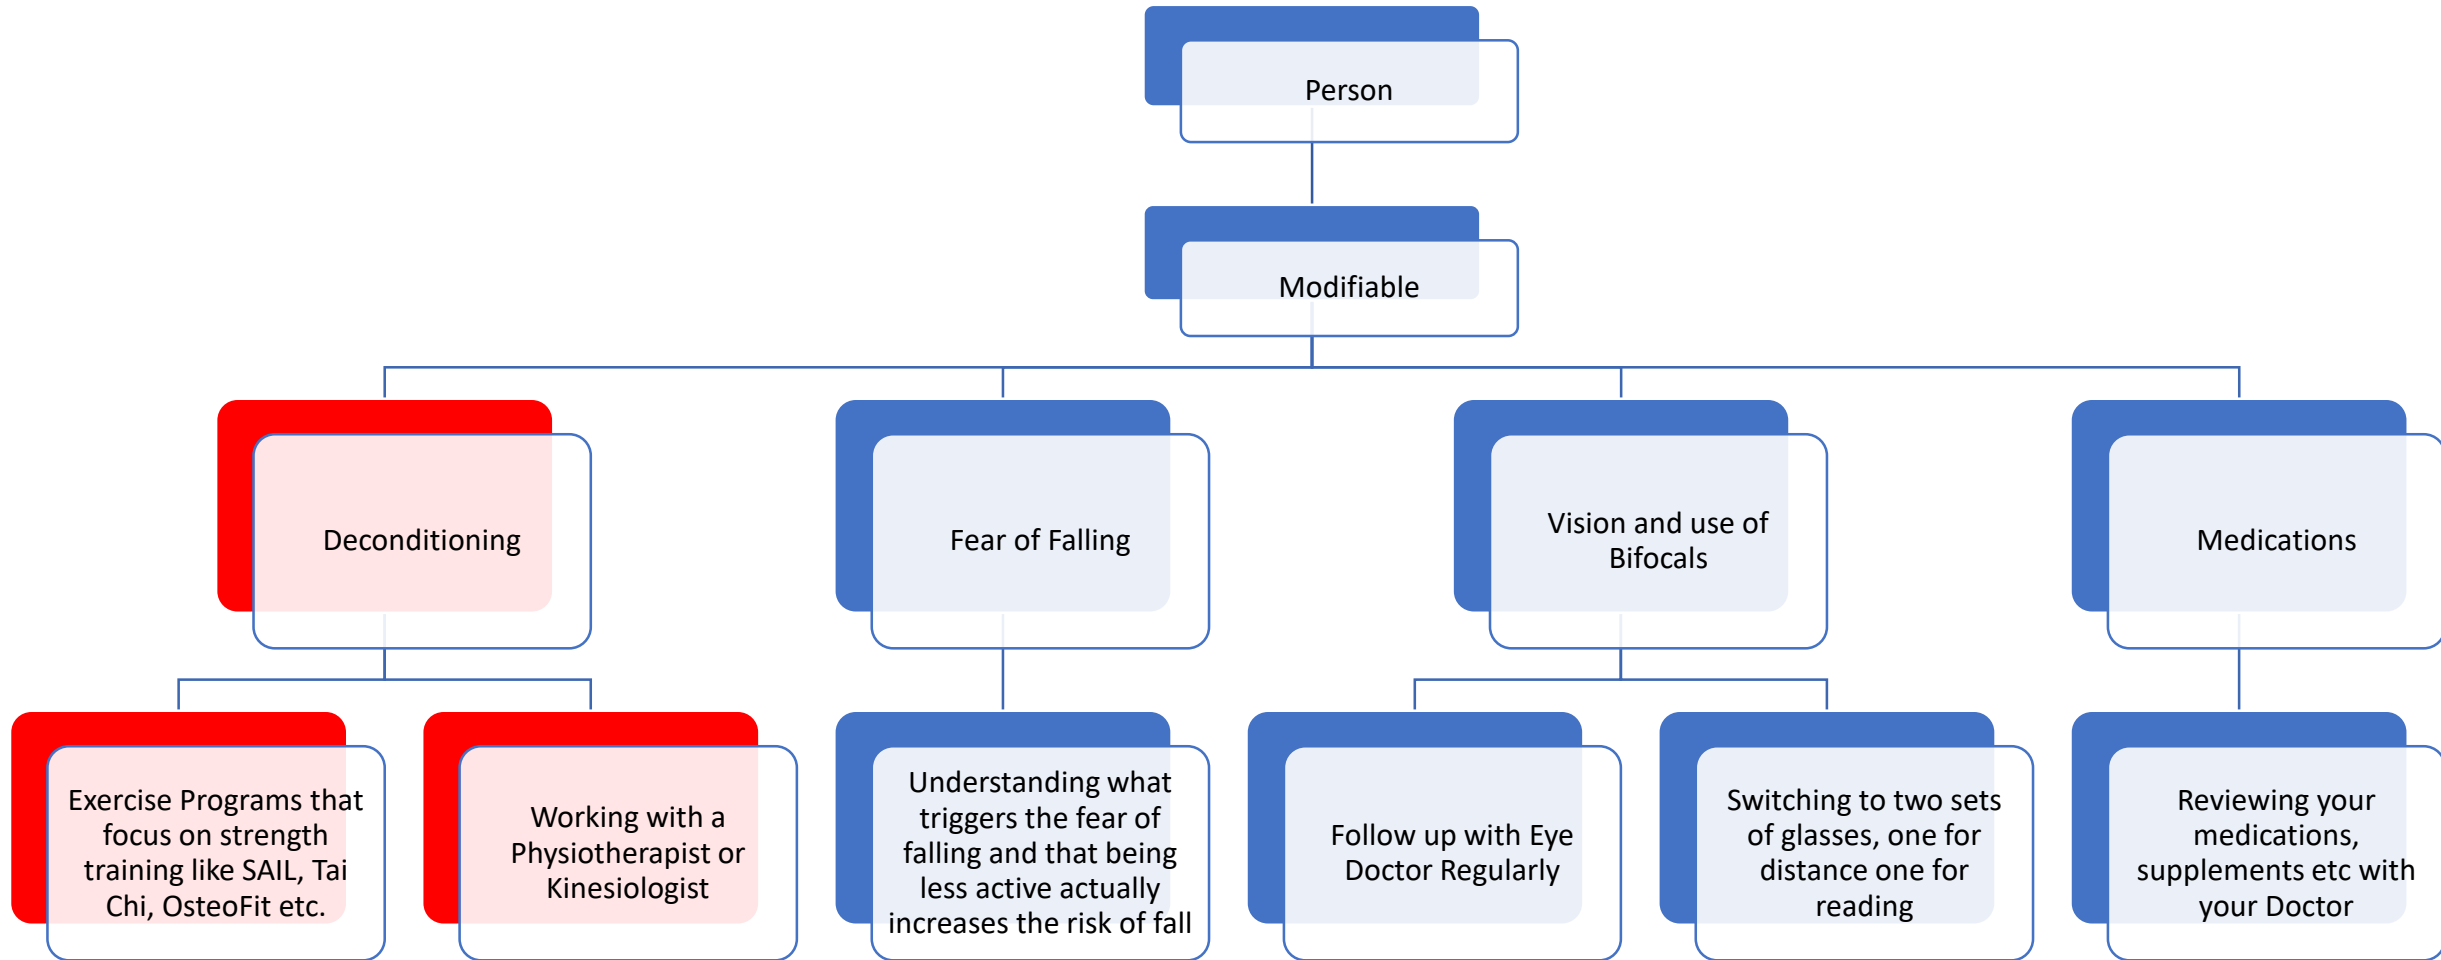 Person
Modifiable
Deconditioning
Fear of Falling
Vision and use of
Bifocals
Medications
Exercise Programs that
focus on strength
training like SAIL, Tai
Chi, OsteoFit etc.
Working with a
Physiotherapist or
Kinesiologist
Understanding what
triggers the fear of
falling and that being
less active actually
increases the risk of fall
Follow up with Eye
Doctor Regularly
Switching to two sets
of glasses, one for
distance one for
reading
Reviewing your
medications,
supplements etc with
your Doctor